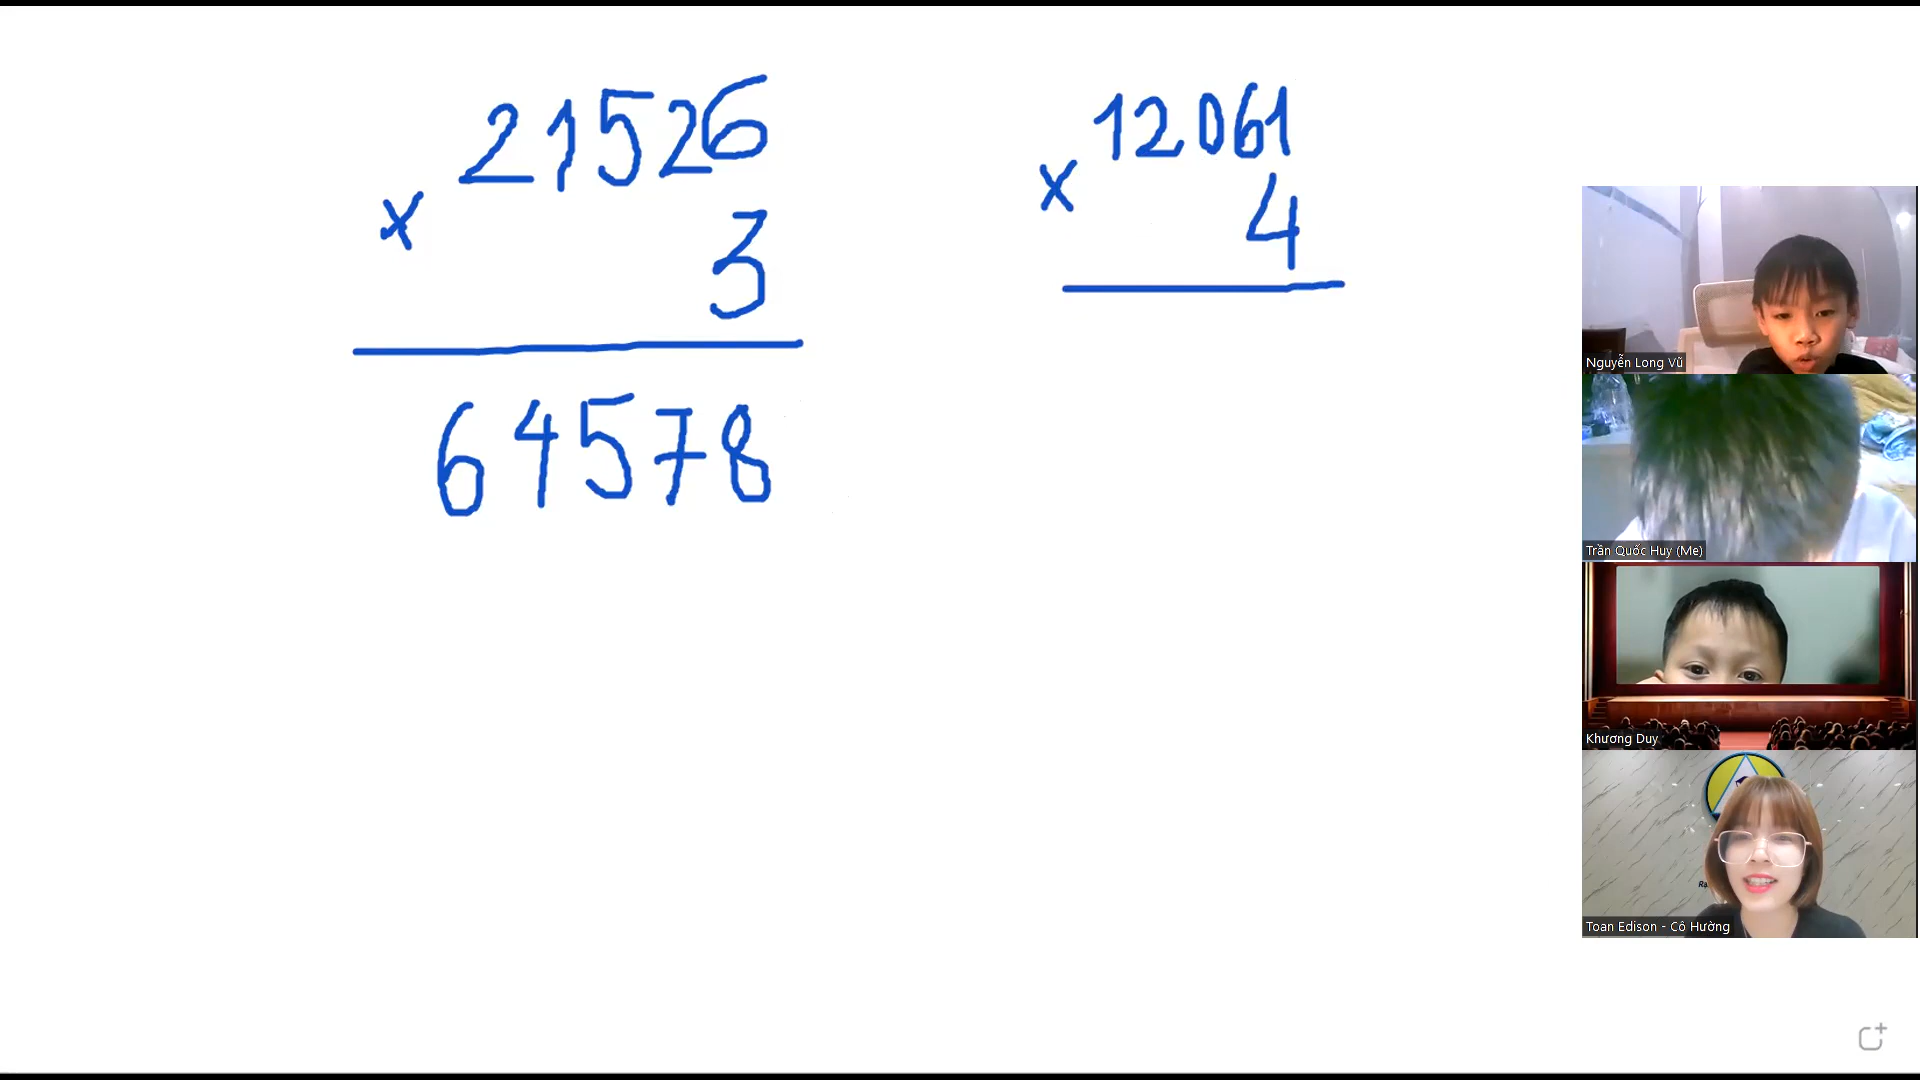 21526
x
3
64578
12061
x
4
Nguyễn Long Vũ
Trần Quốc Huy (Me)
Khương Duy
Toan Edison - Cô Hường